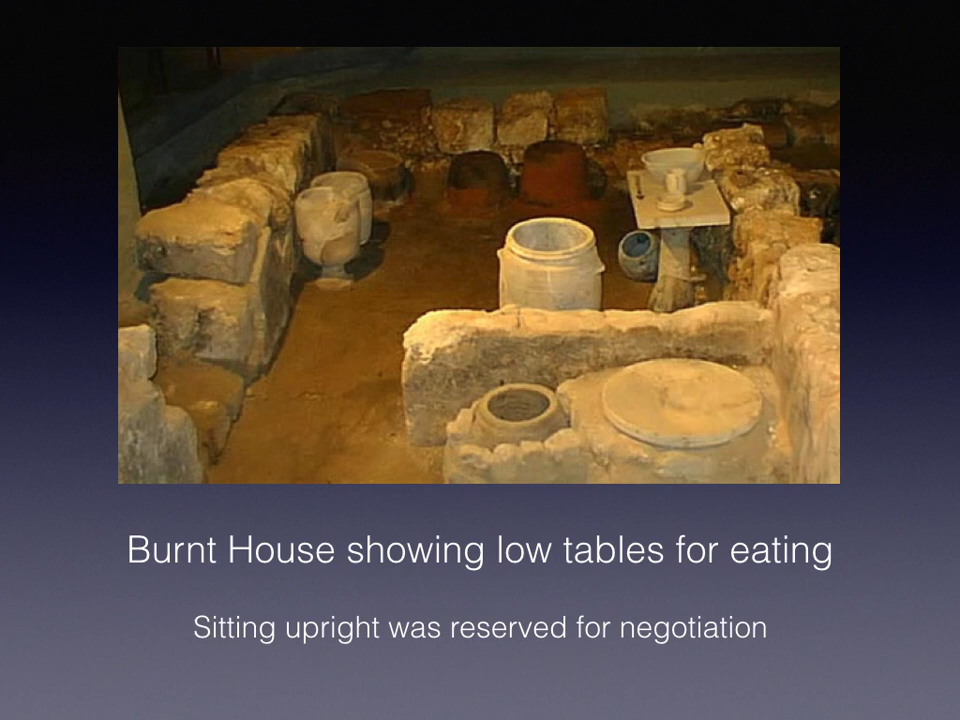 Burnt House showing low tables for eating
Sitting upright was reserved for negotiation